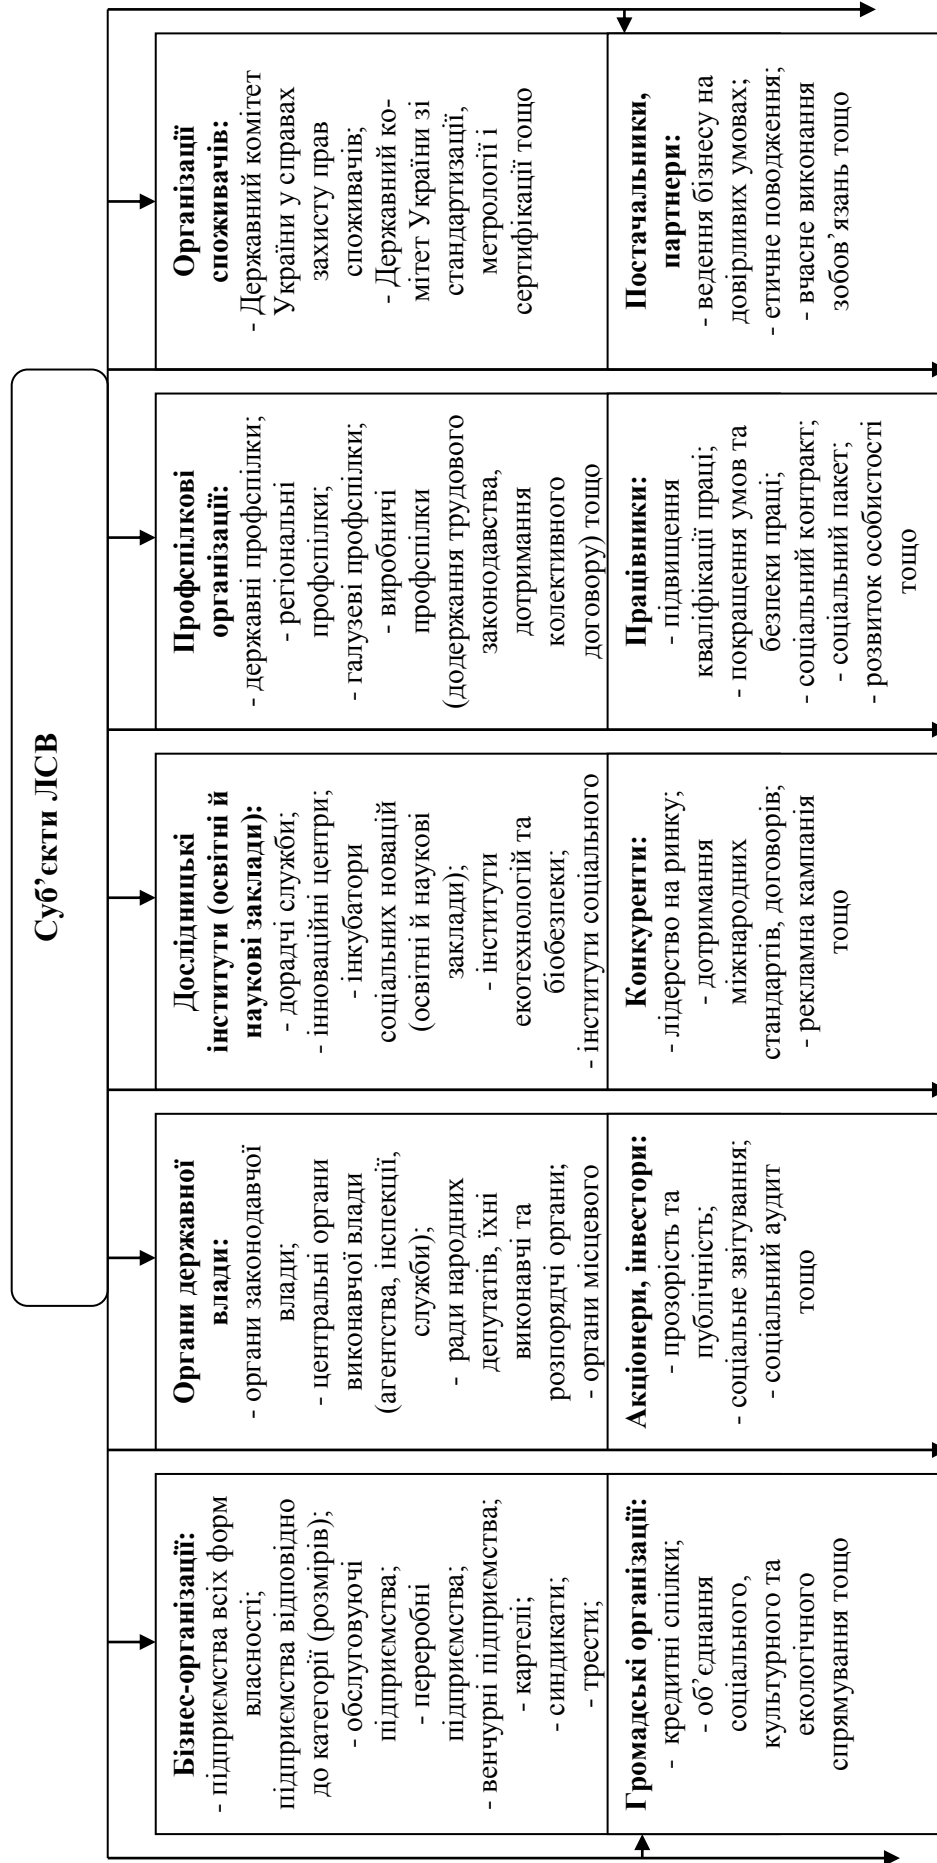 Суб’єкти ЛСВ
Бізнес-організації:
- підприємства всіх форм
власності;
підприємства відповідно
до категорії (розмірів);
- обслуговуючі
підприємства;
- переробні
підприємства;
- венчурні підприємства;
- картелі;
- синдикати;
- трести;
Органи державної
влади:
- органи законодавчої
влади;
- центральні органи
виконавчої влади
(агентства, інспекції,
служби);
- ради народних
депутатів, їхні
виконавчі та
розпорядчі органи;
- органи місцевого
Дослідницькі
інститути (освітні й
наукові заклади):
- дорадчі служби;
- інноваційні центри;
- інкубатори
соціальних новацій
(освітні й наукові
заклади);
- інститути
екотехнологій та
біобезпеки;
- інститути соціального
Профспілкові
організації:
- державні профспілки;
- регіональні
профспілки;
- галузеві профспілки;
- виробничі
профспілки
(додержання трудового
законодавства,
дотримання
колективного
договору) тощо
Організації
споживачів:
- Державний комітет
України у справах
захисту прав
споживачів;
- Державний ко-
мітет України зі
стандартизації,
метрології і
сертифікації тощо
Громадські організації:
- кредитні спілки;
- об’єднання
соціального,
культурного та
екологічного
спрямування тощо
Акціонери, інвестори:
- прозорість та
публічність;
- соціальне звітування;
- соціальний аудит
тощо
Конкуренти:
- лідерство на ринку;
- дотримання
міжнародних
стандартів, договорів;
- рекламна кампанія
тощо
Працівники:
- підвищення
кваліфікації праці;
- покращення умов та
безпеки праці;
- соціальний контракт;
- соціальний пакет;
- розвиток особистості
тощо
Постачальники,
партнери:
- ведення бізнесу на
довірливих умовах;
- етичне поводження;
- вчасне виконання
зобов’язань тощо